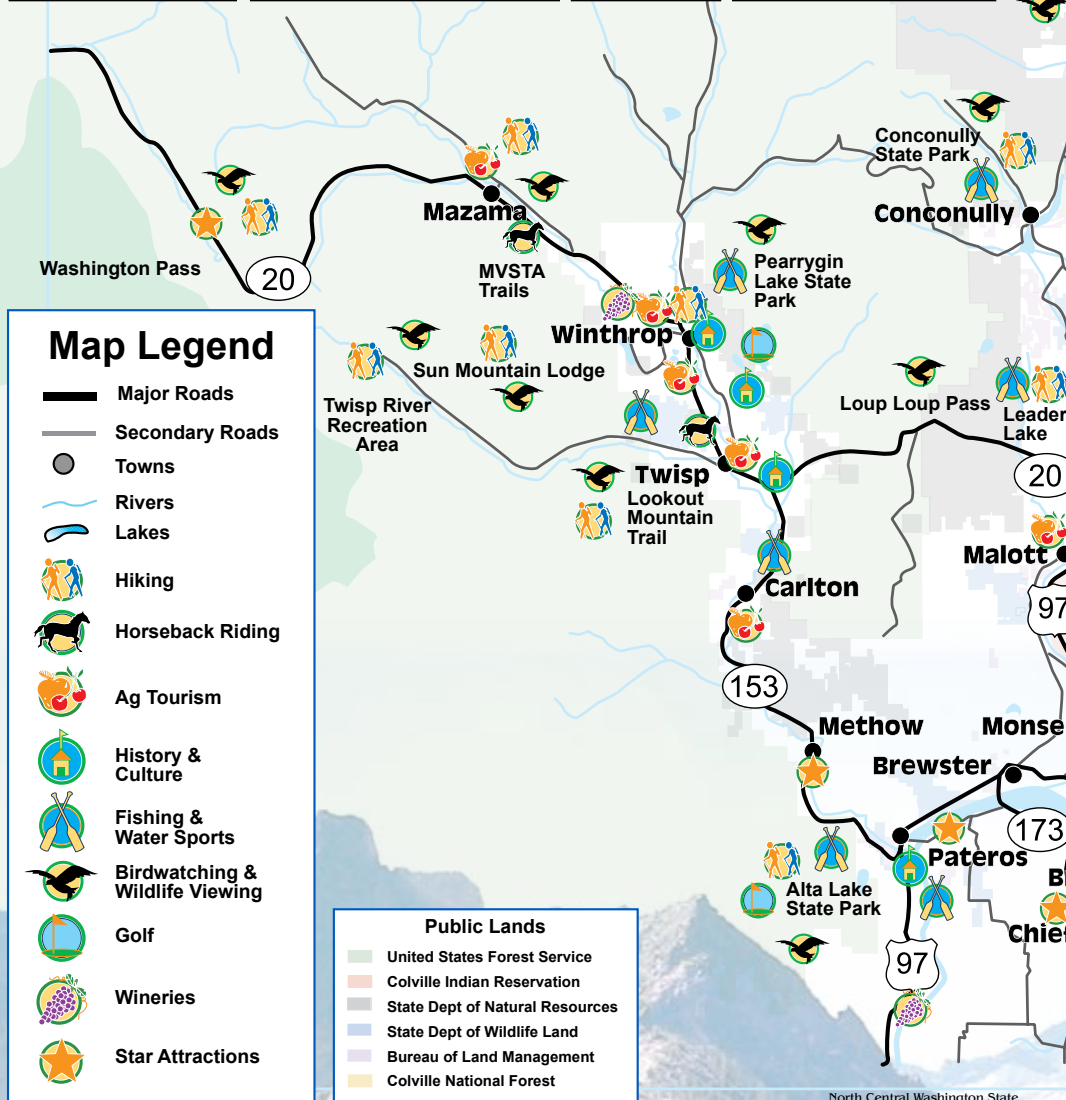 Conconully
State Park
Conconully
Mazama
Washington Pass
20
MVSTA
Trails
Pearrygin
Lake State
Park
Winthrop
Sun Mountain Lodge
Twisp River
Recreation
Area
Loup Loup Pass
Leader
Lake
20
Twisp
Lookout
Mountain
Trail
Malott
97
Carlton
153
Methow
Monse
Brewster
173
Pateros
B
Alta Lake
State Park
Chief
97
Map Legend
Major Roads
Secondary Roads
Towns
Rivers
Lakes
Hiking
Horseback Riding
Ag Tourism
History &
Culture
Fishing &
Water Sports
Birdwatching &
Wildlife Viewing
Golf
Wineries
Star Attractions
Public Lands
United States Forest Service
Colville Indian Reservation
State Dept of Natural Resources
State Dept of Wildlife Land
Bureau of Land Management
Colville National Forest
North Central Washington State